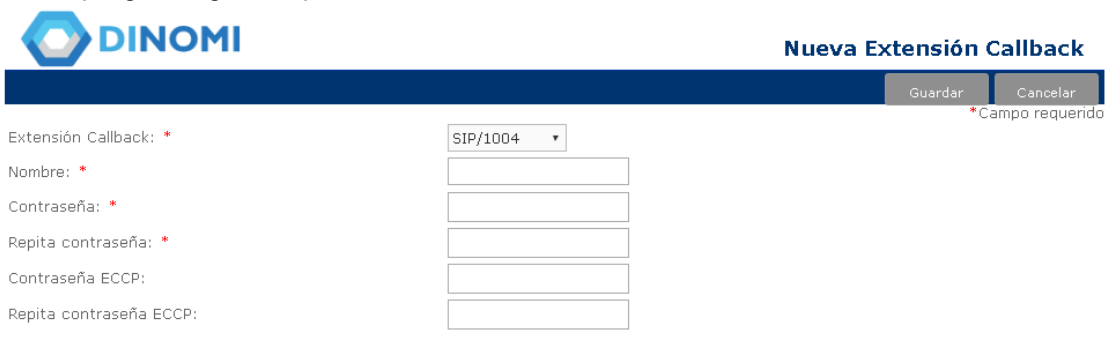 DINOMI
Nueva Extensión Callback
Guardar Cancelar
*Campo requerido
Extensión Callback: * SIP/1004
Nombre: *
Contraseña: *
Repita contraseña: *
Contraseña ECCP:
Repita contraseña ECCP: